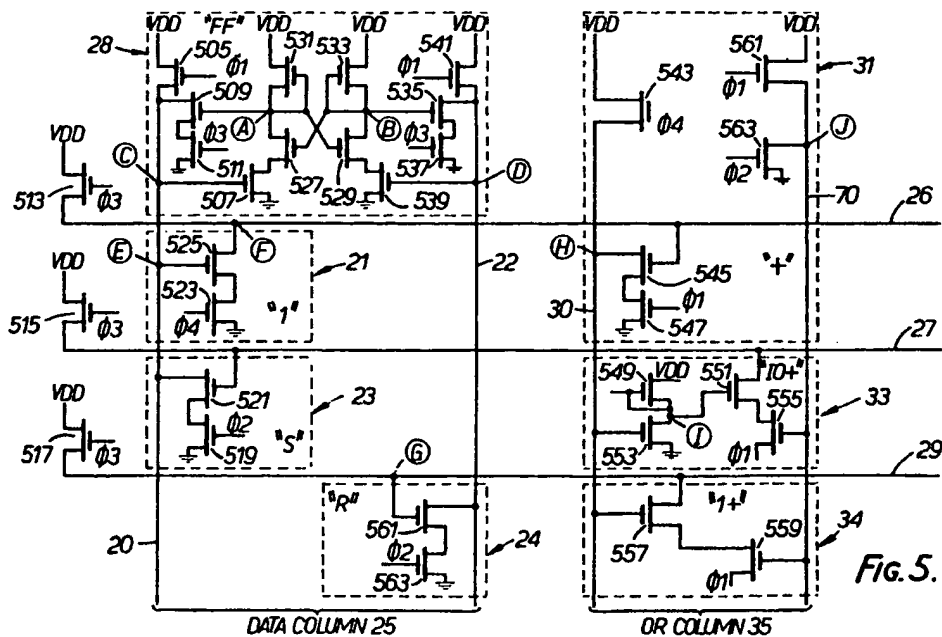 VDD "FF" VDD VDD VDD VDD VDD
28 505 531 533 541 543 561 31
ϕ1 ϕ1 ϕ1
509 535 ϕ4
VDD ϕ3 A B ϕ3 563 J
C 511 527 529 537 D ϕ2
513 ϕ3 507 539 70 26
E 525 F 21 22 H "+"
VDD 523 545
515 ϕ3 ϕ4 "1" 30 ϕ1 547
27
VDD 521 23 549 VDD 551 "IO+" 33
517 ϕ3 ϕ2 519 "S" G 553 I ϕ1 555
29
"R" 561 24 "1+" 34
20 ϕ2 563 557 559 ϕ1
FIG. 5.
DATA COLUMN 25 OR COLUMN 35